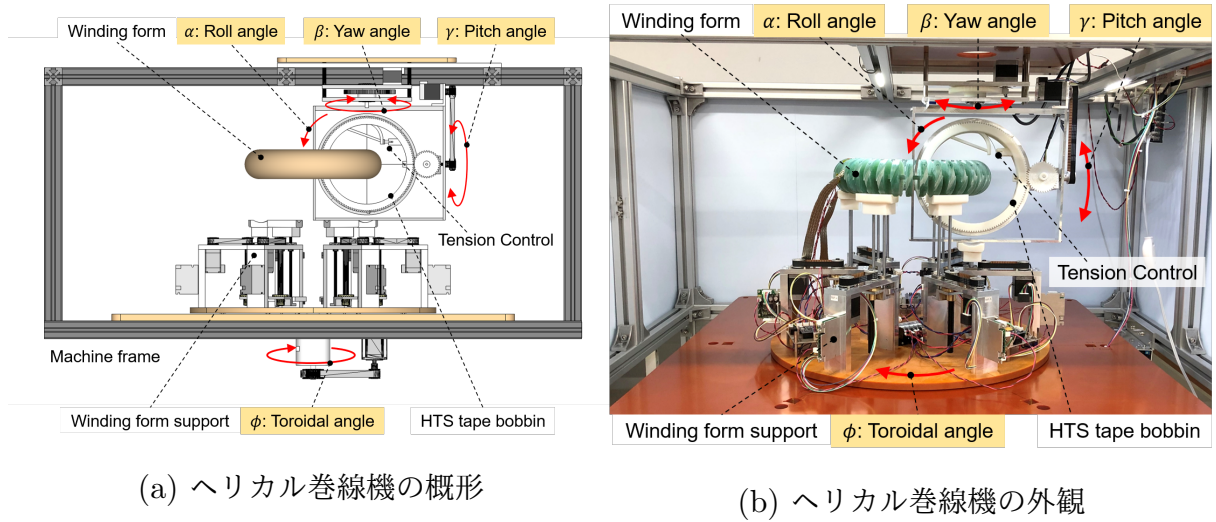 Winding form
α: Roll angle
β: Yaw angle
γ: Pitch angle
Tension Control
Machine frame
Winding form support
ϕ: Toroidal angle
HTS tape bobbin
(a) ヘリカル巻線機の概形
Winding form
α: Roll angle
β: Yaw angle
γ: Pitch angle
Tension Control
Winding form support
ϕ: Toroidal angle
HTS tape bobbin
(b) ヘリカル巻線機の外観